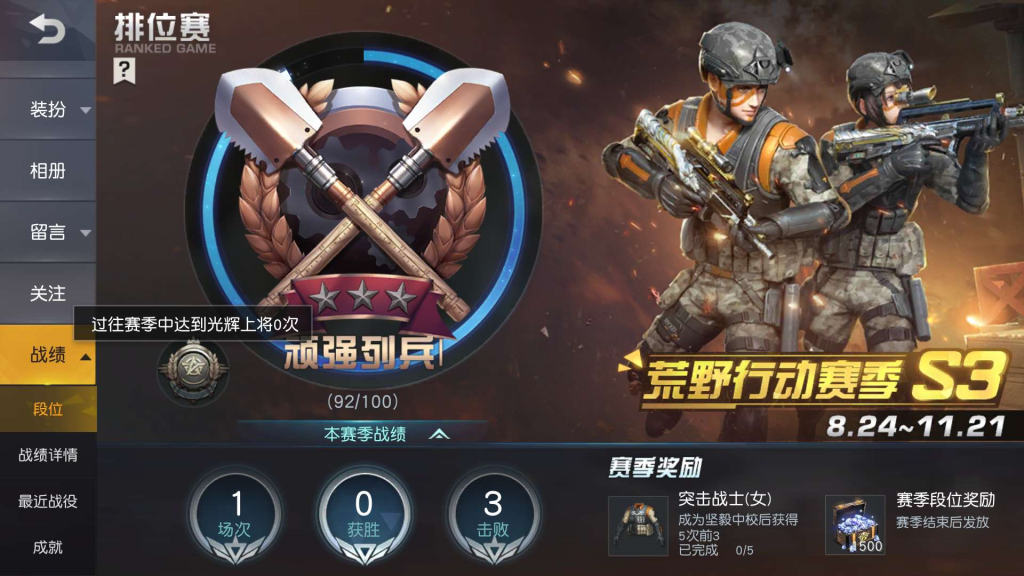 排位赛
RANKED GAME
?
装扮
相册
留言
关注
过往赛季中达到光辉上将0次
战绩
顽强列兵I
段位
(92/100)
本赛季战绩
荒野行动赛季 S3
8.24~11.21
战绩详情
最近战役
成就
1
场次
0
获胜
3
击败
赛季奖励
突击战士(女)
成为坚毅中校后获得
5次前3
已完成 0/5
500
赛季段位奖励
赛季结束后发放